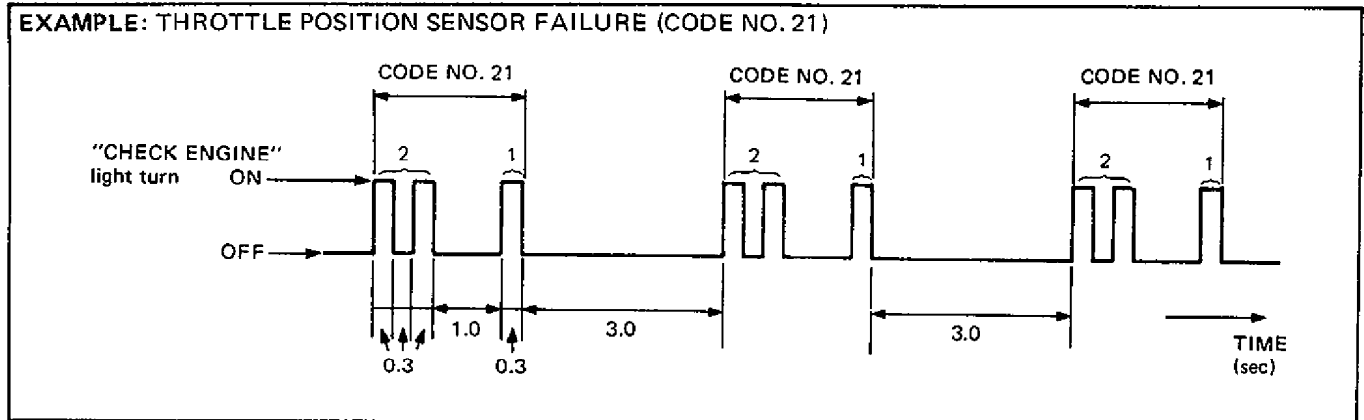 EXAMPLE: THROTTLE POSITION SENSOR FAILURE (CODE NO. 21)
CODE NO. 21 CODE NO. 21 CODE NO. 21
2 1 2 1 2 1
"CHECK ENGINE"
light turn ON
OFF
1.0 3.0 3.0
0.3 0.3
TIME
(sec)